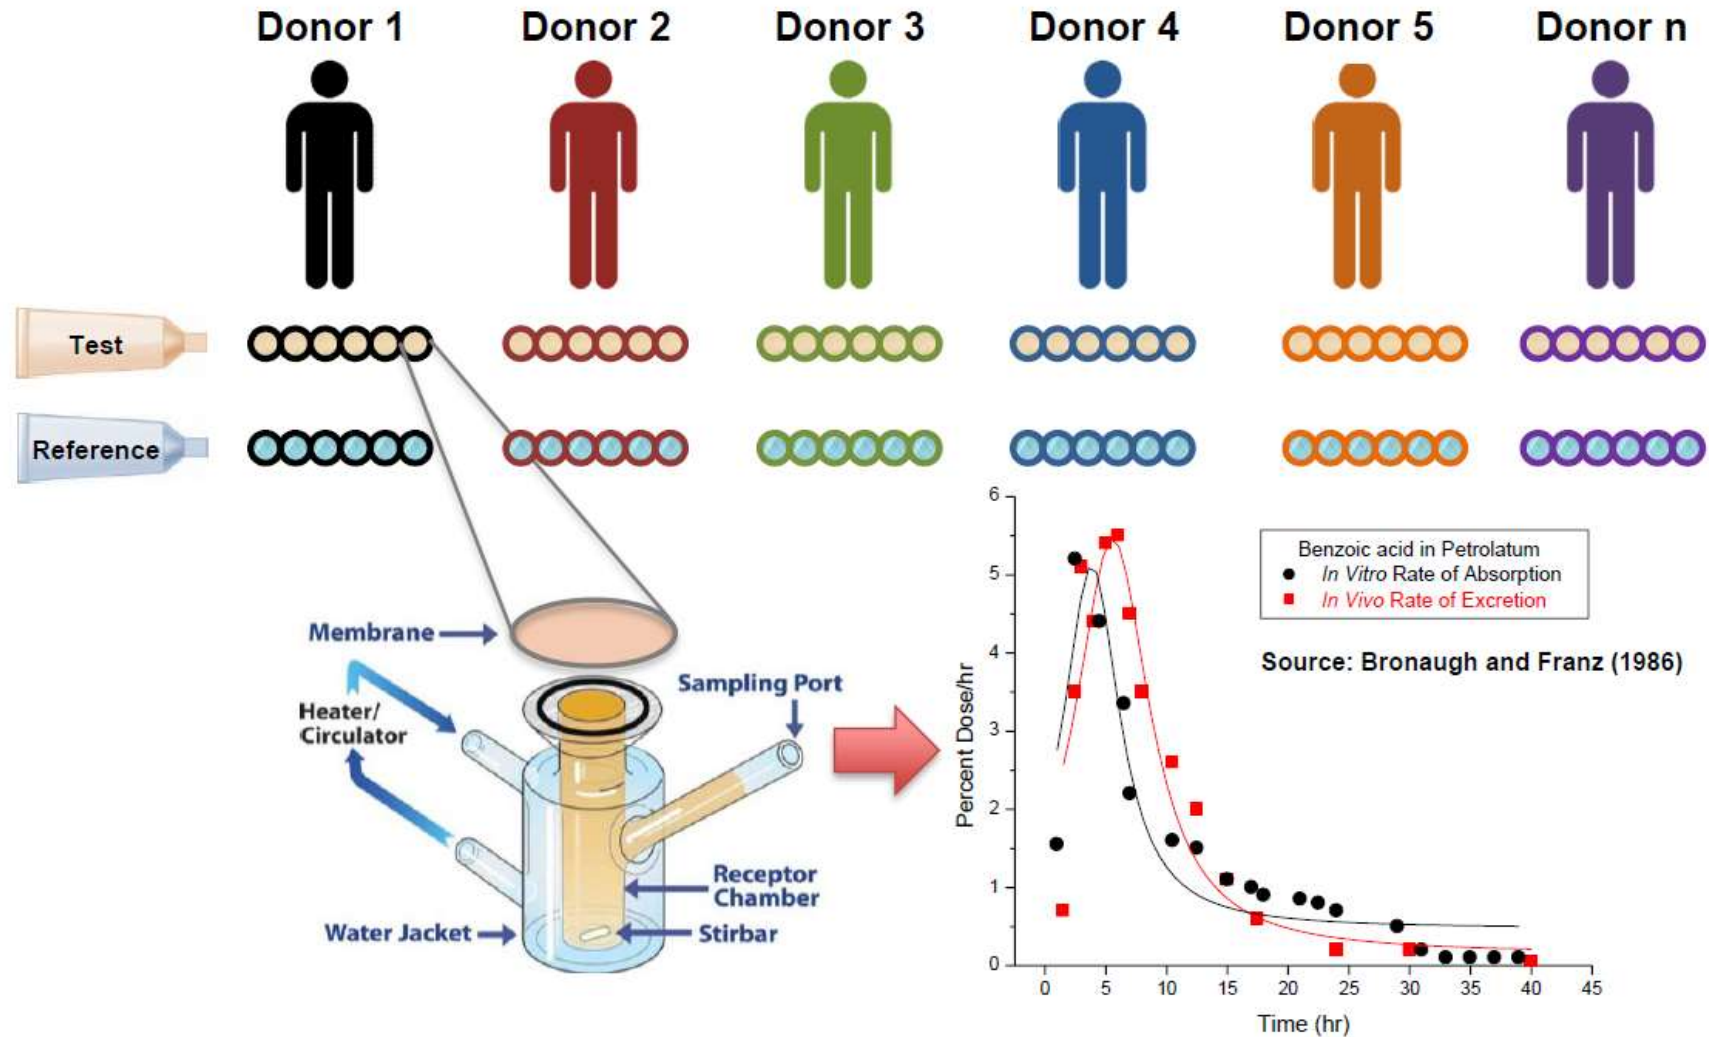 Donor 1
Donor 2
Donor 3
Donor 4
Donor 5
Donor n
Test
Reference
Membrane
Heater/
Circulator
Sampling Port
Receptor
Chamber
Water Jacket
Stirbar
Benzoic acid in Petrolatum
In Vitro Rate of Absorption
In Vivo Rate of Excretion
Source: Bronaugh and Franz (1986)
Percent Dose/hr
6
5
4
3
2
1
0
0 5 10 15 20 25 30 35 40 45
Time (hr)